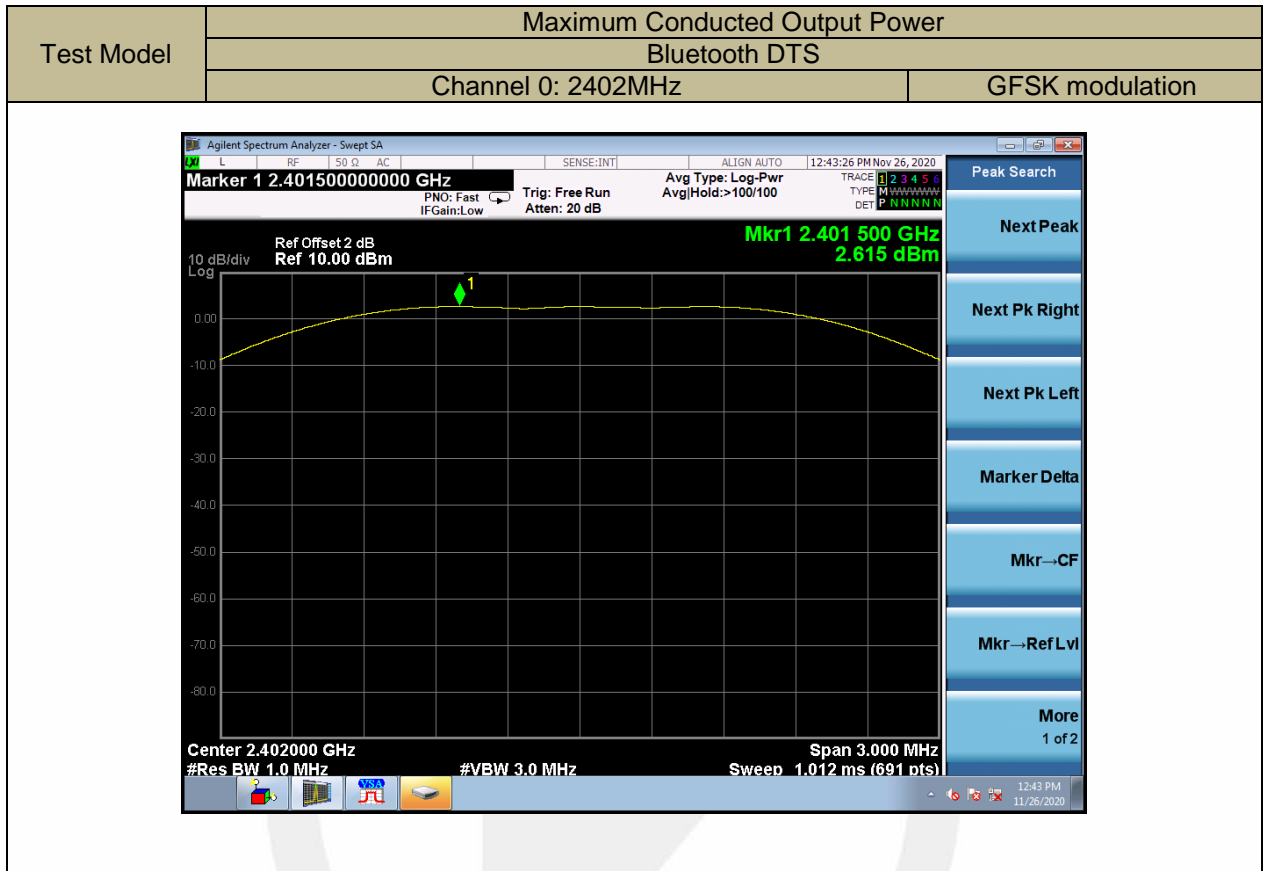 Test Model
Maximum Conducted Output Power
Bluetooth DTS
Channel 0: 2402MHz
GFSK modulation
Agilent Spectrum Analyzer - Swept SA
LXI L RF 50 Ω AC SENSE:INT ALIGN AUTO 12:43:26 PM Nov 26, 2020
Marker 1 2.401500000000 GHz
PNO: Fast
IFGain:Low
Trig: Free Run
Atten: 20 dB
Avg Type: Log-Pwr
Avg|Hold:>100/100
TRACE 1 2 3 4 5 6
TYPE M WWWWW
DET P N N N N N
Mkr1 2.401 500 GHz
2.615 dBm
Ref Offset 2 dB
10 dB/div Ref 10.00 dBm
Log
1
0.00
-10.0
-20.0
-30.0
-40.0
-50.0
-60.0
-70.0
-80.0
Center 2.402000 GHz Span 3.000 MHz
#Res BW 1.0 MHz #VBW 3.0 MHz Sweep 1.012 ms (691 pts)
Peak Search
Next Peak
Next Pk Right
Next Pk Left
Marker Delta
Mkr→CF
Mkr→Ref Lvl
More
1 of 2
VSA
12:43 PM
11/26/2020